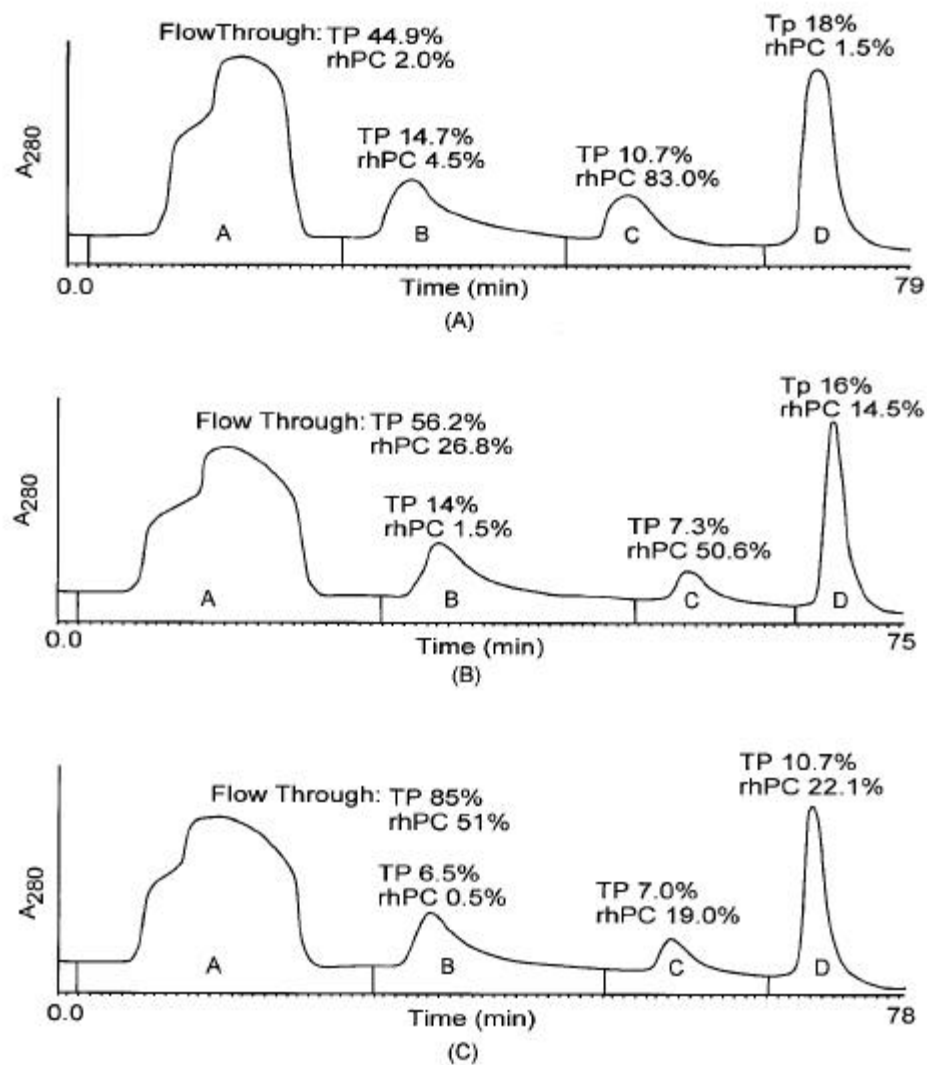 FlowThrough: TP 44.9%
rhPC 2.0%
TP 14.7%
rhPC 4.5%
TP 10.7%
rhPC 83.0%
Tp 18%
rhPC 1.5%
A280
A
B
C
D
0.0
Time (min)
79
(A)
Flow Through: TP 56.2%
rhPC 26.8%
TP 14%
rhPC 1.5%
TP 7.3%
rhPC 50.6%
Tp 16%
rhPC 14.5%
A280
A
B
C
D
0.0
Time (min)
75
(B)
Flow Through: TP 85%
rhPC 51%
TP 6.5%
rhPC 0.5%
TP 7.0%
rhPC 19.0%
TP 10.7%
rhPC 22.1%
A280
A
B
C
D
0.0
Time (min)
78
(C)